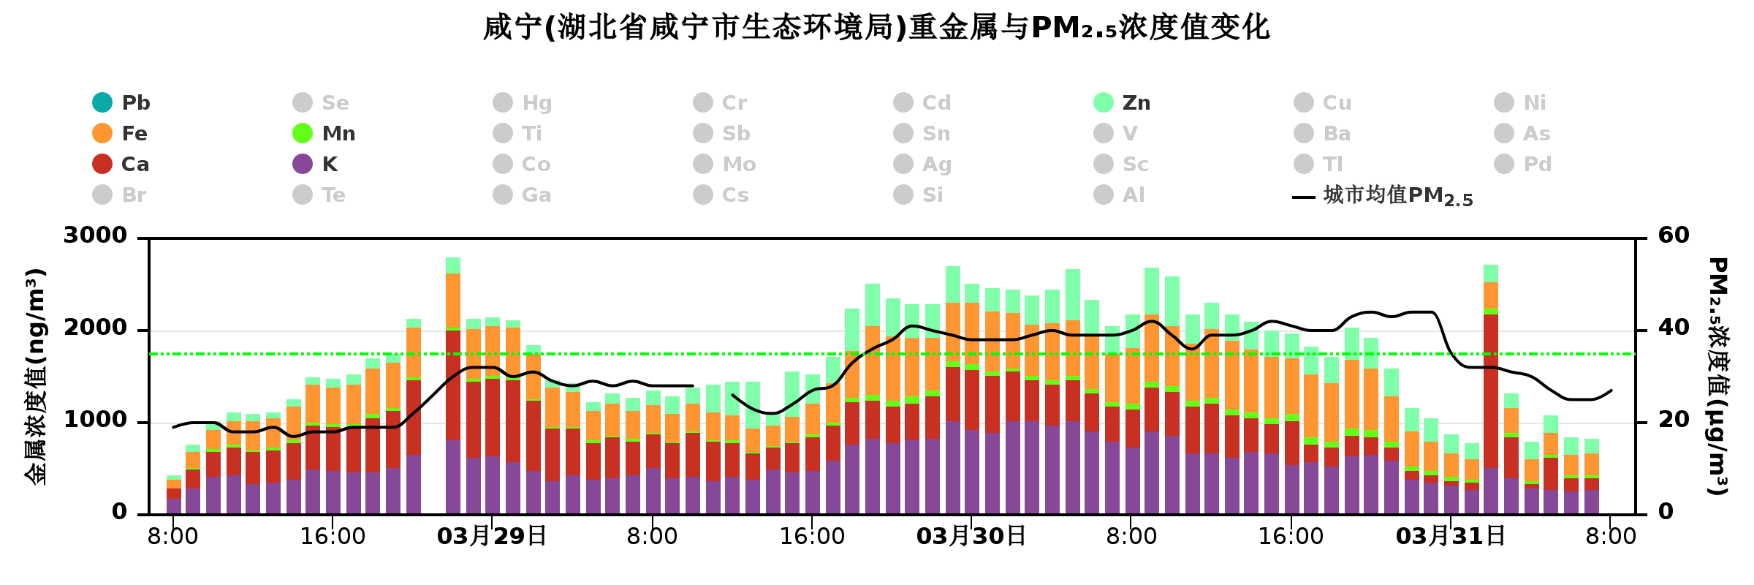 咸宁(湖北省咸宁市生态环境局)重金属与PM₂.₅浓度值变化
Pb Se Hg Cr Cd Zn Cu Ni
Fe Mn Ti Sb Sn V Ba As
Ca K Co Mo Ag Sc Tl Pd
Br Te Ga Cs Si Al 城市均值PM₂.₅
金属浓度值(ng/m³)
3000
2000
1000
0
60
40
20
0
PM₂.₅浓度值(μg/m³)
8:00 16:00 03月29日 8:00 16:00 03月30日 8:00 16:00 03月31日 8:00